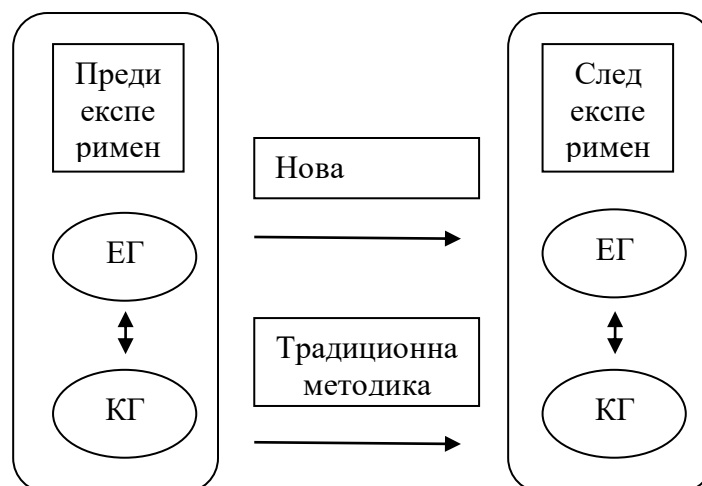 Преди
експе
римен
ЕГ
КГ
Нова
Традиционна
методика
След
експе
римен
ЕГ
КГ